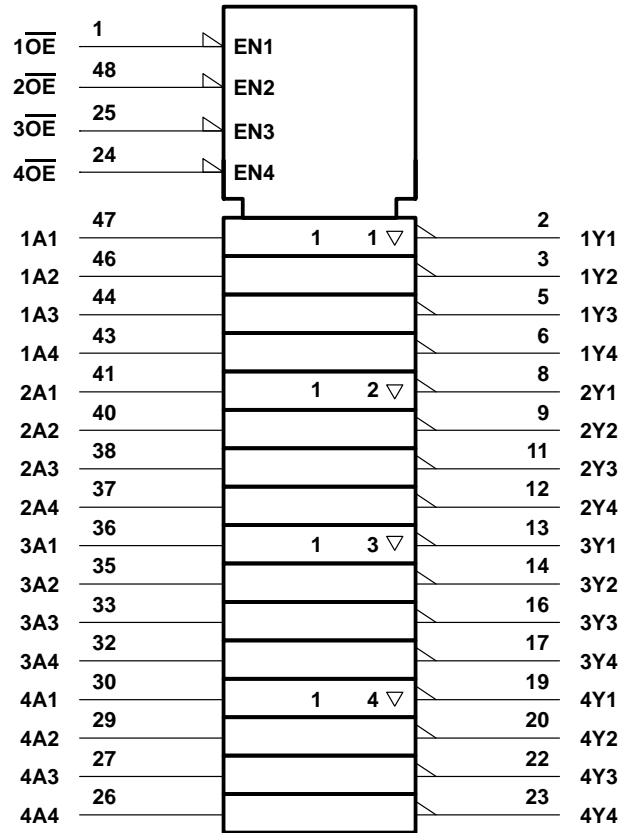 1O̅E̅ 1 EN1
2O̅E̅ 48 EN2
3O̅E̅ 25 EN3
4O̅E̅ 24 EN4
1A1 47 1 1 ▽ 2 1Y1
1A2 46 3 1Y2
1A3 44 5 1Y3
1A4 43 6 1Y4
2A1 41 1 2 ▽ 8 2Y1
2A2 40 9 2Y2
2A3 38 11 2Y3
2A4 37 12 2Y4
3A1 36 1 3 ▽ 13 3Y1
3A2 35 14 3Y2
3A3 33 16 3Y3
3A4 32 17 3Y4
4A1 30 1 4 ▽ 19 4Y1
4A2 29 20 4Y2
4A3 27 22 4Y3
4A4 26 23 4Y4